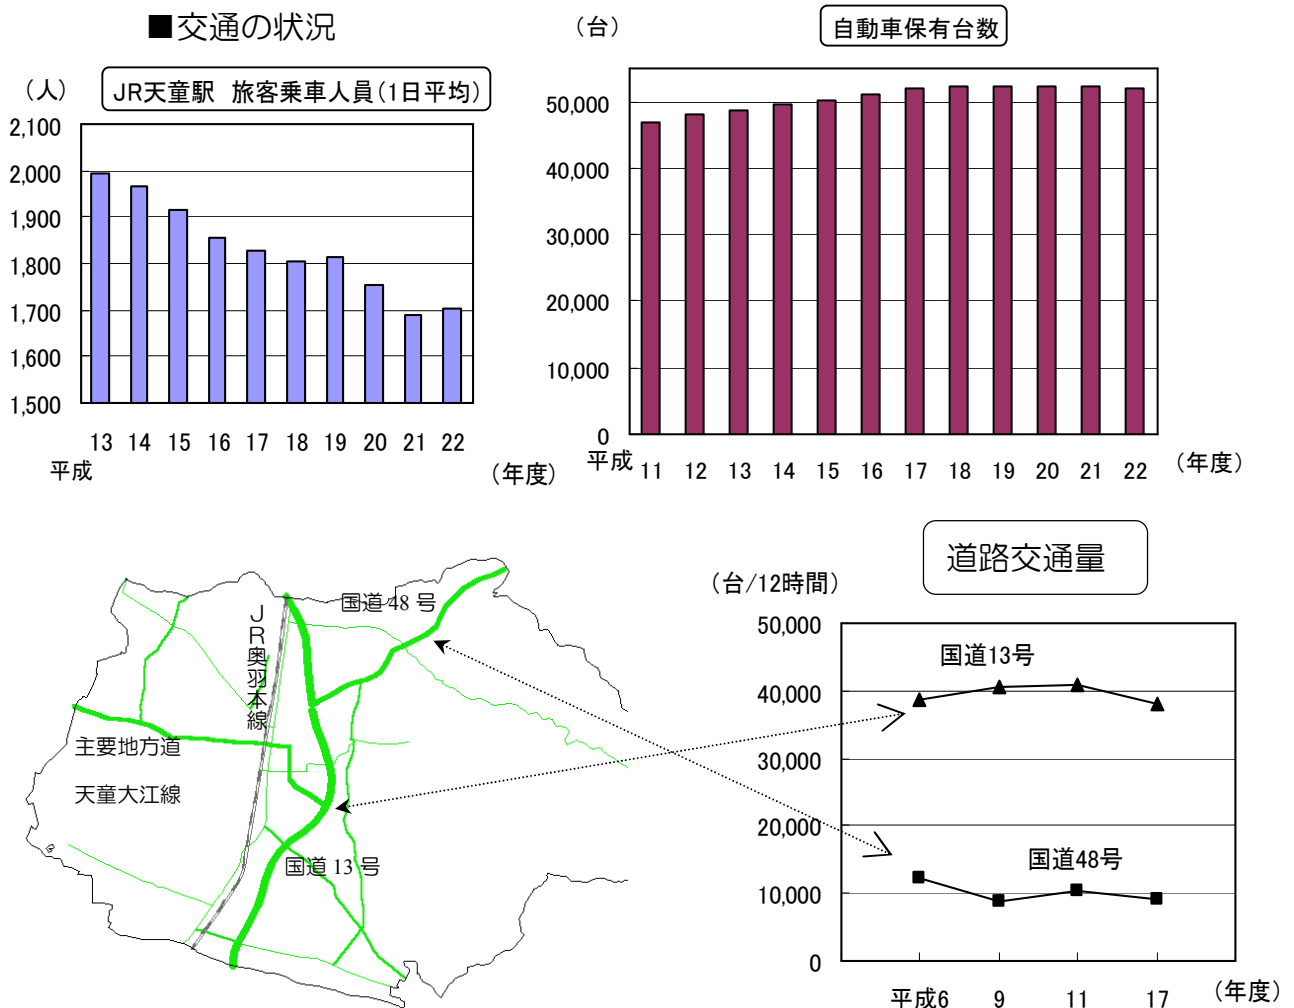 ■交通の状況
(人)
JR天童駅 旅客乗車人員(1日平均)
2,100
2,000
1,900
1,800
1,700
1,600
1,500
13 14 15 16 17 18 19 20 21 22
平成
(年度)
(台)
自動車保有台数
50,000
40,000
30,000
20,000
10,000
0
平成 11 12 13 14 15 16 17 18 19 20 21 22 (年度)
国道 48 号
JR奥羽本線
主要地方道
天童大江線
国道 13 号
道路交通量
(台/12時間)
50,000
40,000
30,000
20,000
10,000
0
国道13号
国道48号
平成6 9 11 17 (年度)